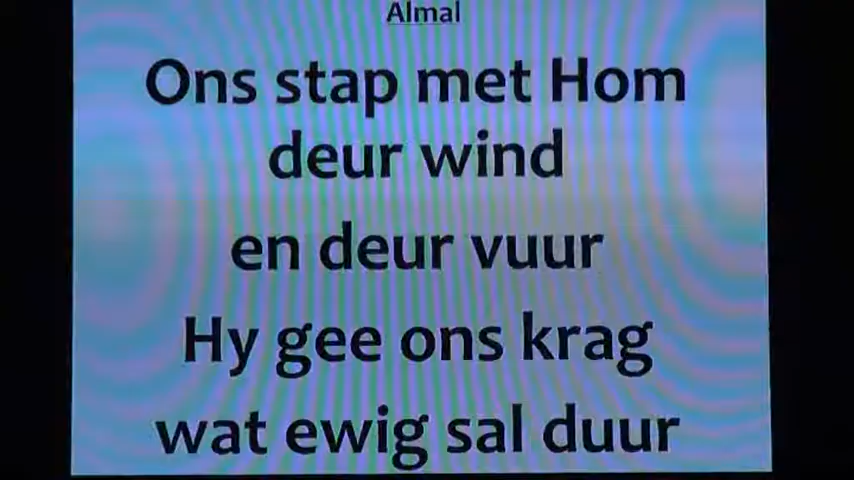 Almal
Ons stap met Hom
deur wind
en deur vuur
Hy gee ons krag
wat ewig sal duur